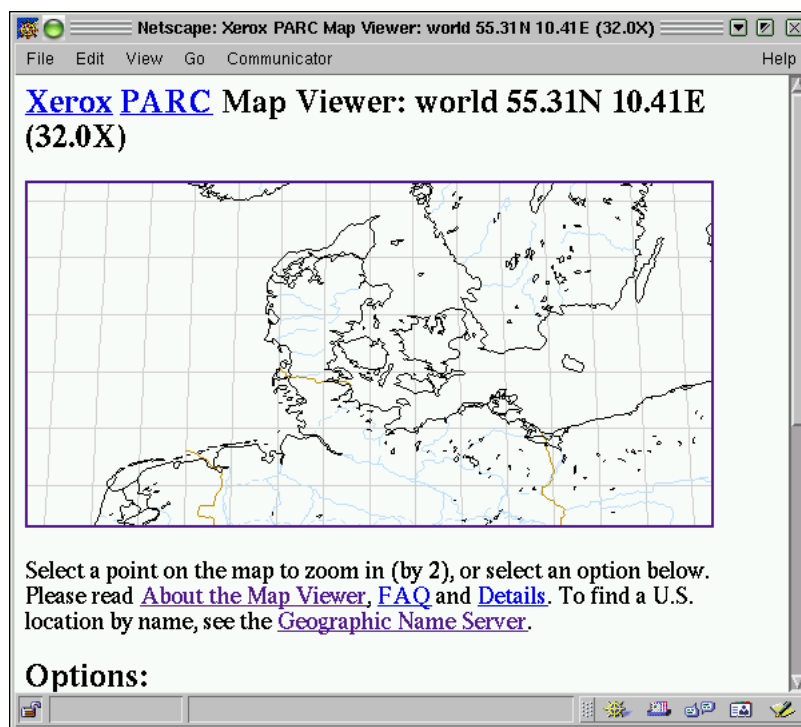 Netscape: Xerox PARC Map Viewer: world 55.31N 10.41E (32.0X)
File Edit View Go Communicator Help
Xerox PARC Map Viewer: world 55.31N 10.41E
(32.0X)
Select a point on the map to zoom in (by 2), or select an option below.
Please read About the Map Viewer, FAQ and Details. To find a U.S.
location by name, see the Geographic Name Server.
Options: